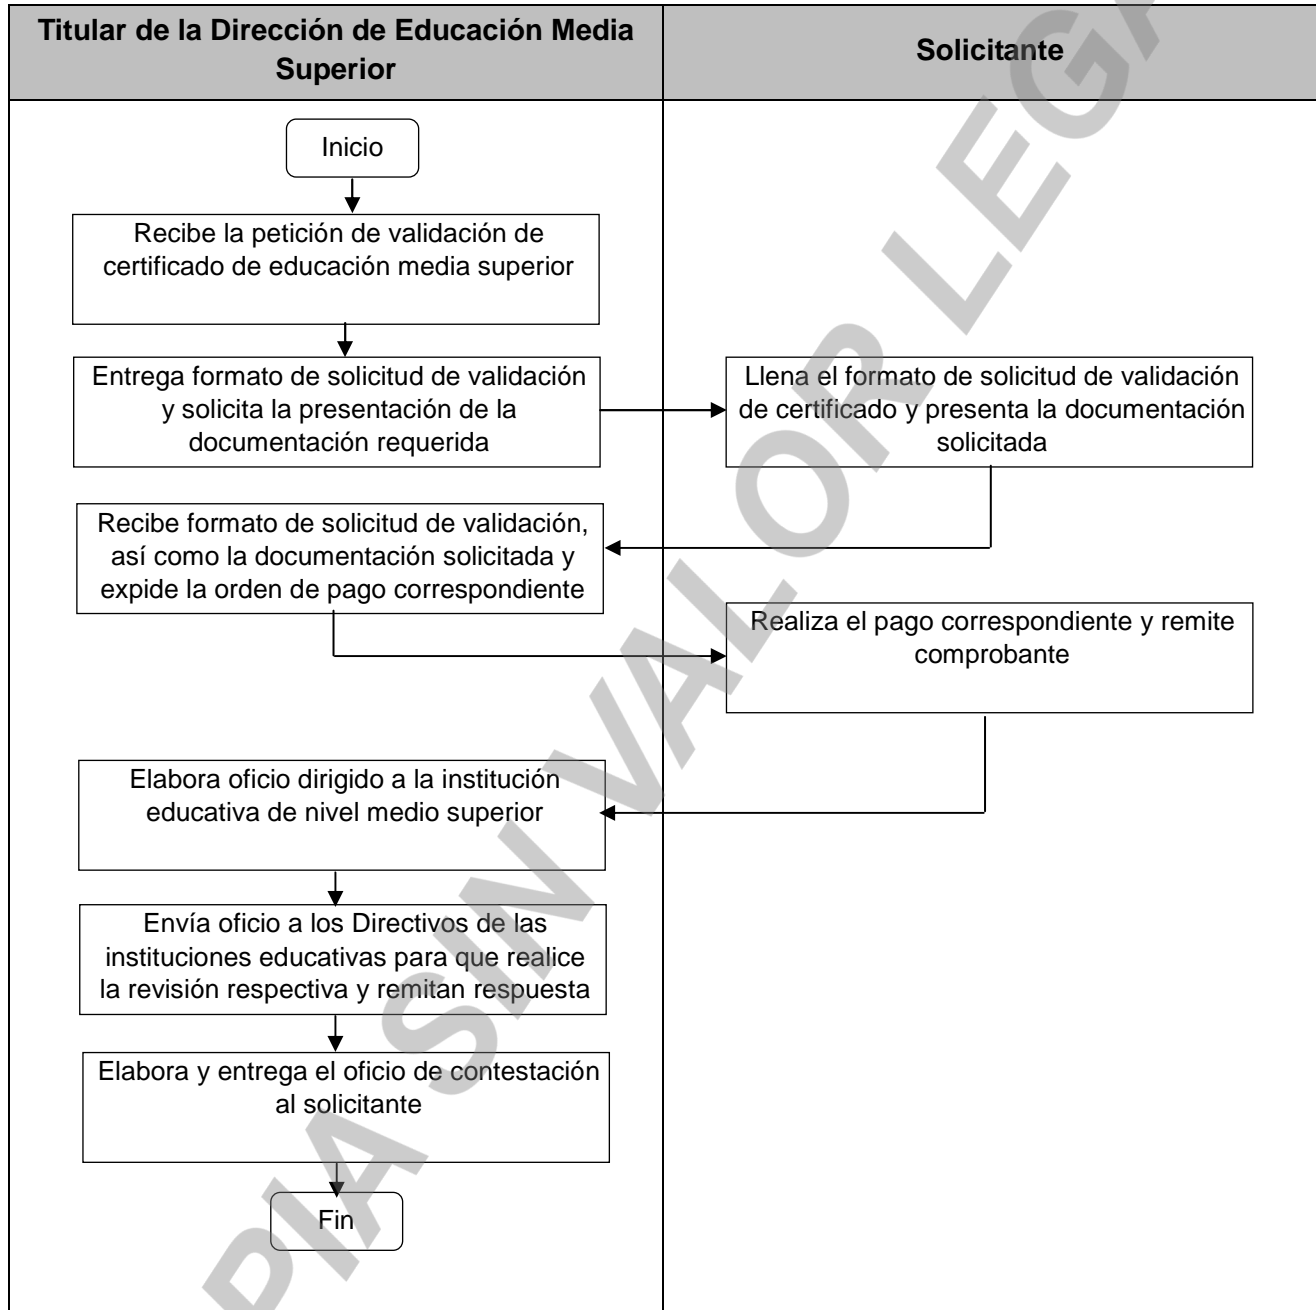 Titular de la Dirección de Educación Media
Superior
Solicitante
Inicio
Recibe la petición de validación de
certificado de educación media superior
Entrega formato de solicitud de validación
y solicita la presentación de la
documentación requerida
Llena el formato de solicitud de validación
de certificado y presenta la documentación
solicitada
Recibe formato de solicitud de validación,
así como la documentación solicitada y
expide la orden de pago correspondiente
Realiza el pago correspondiente y remite
comprobante
Elabora oficio dirigido a la institución
educativa de nivel medio superior
Envía oficio a los Directivos de las
instituciones educativas para que realice
la revisión respectiva y remitan respuesta
Elabora y entrega el oficio de contestación
al solicitante
Fin
PIA SIN VALOR LEGA